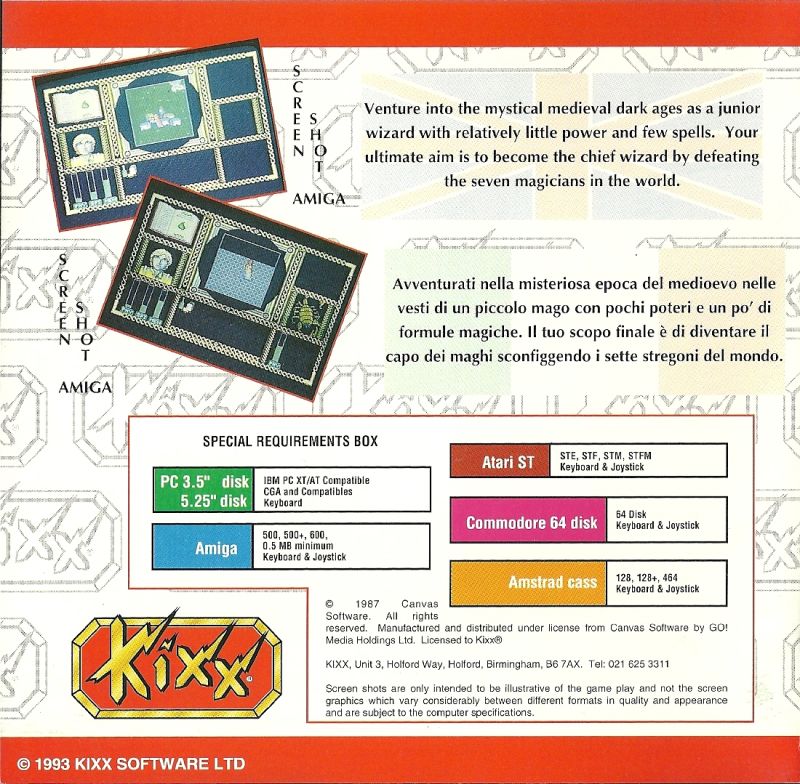 SCREEN
SHOT
AMIGA
Venture into the mystical medieval dark ages as a junior
wizard with relatively little power and few spells. Your
ultimate aim is to become the chief wizard by defeating
the seven magicians in the world.
SCREEN
SHOT
AMIGA
Avventurati nella misteriosa epoca del medioevo nelle
vesti di un piccolo mago con pochi poteri e un po' di
formule magiche. Il tuo scopo finale è di diventare il
capo dei maghi sconfiggendo i sette stregoni del mondo.
SPECIAL REQUIREMENTS BOX
PC 3.5" disk
5.25" disk
IBM PC XT/AT Compatible
CGA and Compatibles
Keyboard
Amiga
500, 500+, 600,
0.5 MB minimum
Keyboard & Joystick
Atari ST
STE, STF, STM, STFM
Keyboard & Joystick
Commodore 64 disk
64 Disk
Keyboard & Joystick
Amstrad cass
128, 128+, 464
Keyboard & Joystick
© 1987 Canvas
Software. All rights
reserved. Manufactured and distributed under license from Canvas Software by GO!
Media Holdings Ltd. Licensed to Kixx®
KIXX, Unit 3, Holford Way, Holford, Birmingham, B6 7AX. Tel: 021 625 3311
Screen shots are only intended to be illustrative of the game play and not the screen
graphics which vary considerably between different formats in quality and appearance
and are subject to the computer specifications.
Kixx®
© 1993 KIXX SOFTWARE LTD